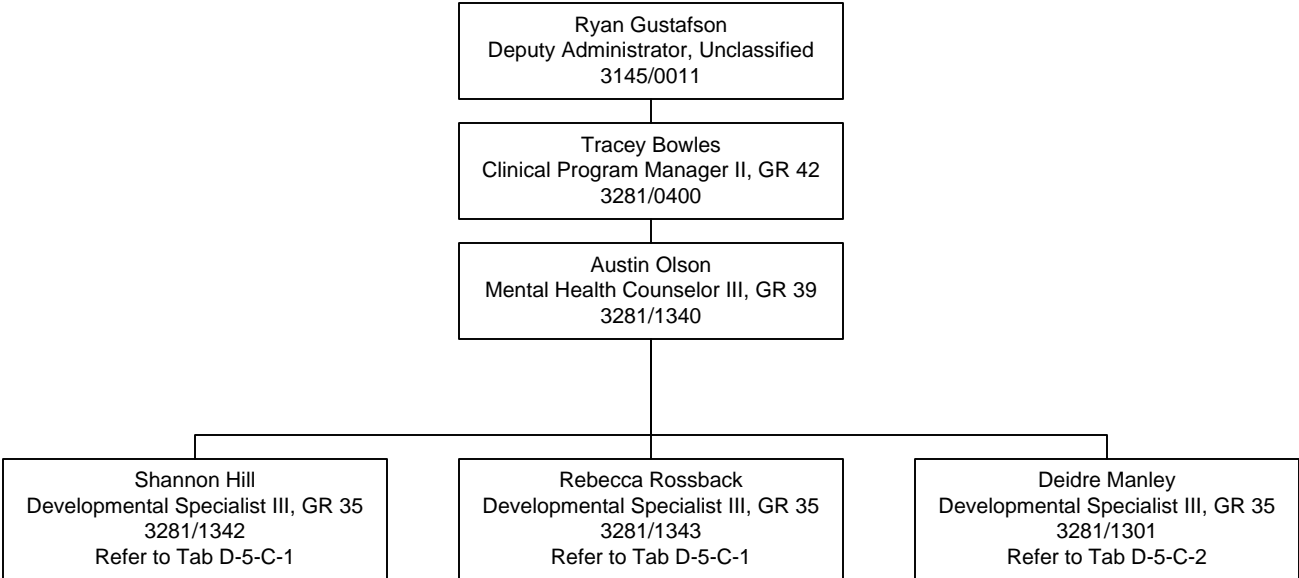 Ryan Gustafson
Deputy Administrator, Unclassified
3145/0011
Tracey Bowles
Clinical Program Manager II, GR 42
3281/0400
Austin Olson
Mental Health Counselor III, GR 39
3281/1340
Shannon Hill
Developmental Specialist III, GR 35
3281/1342
Refer to Tab D-5-C-1
Rebecca Rossback
Developmental Specialist III, GR 35
3281/1343
Refer to Tab D-5-C-1
Deidre Manley
Developmental Specialist III, GR 35
3281/1301
Refer to Tab D-5-C-2